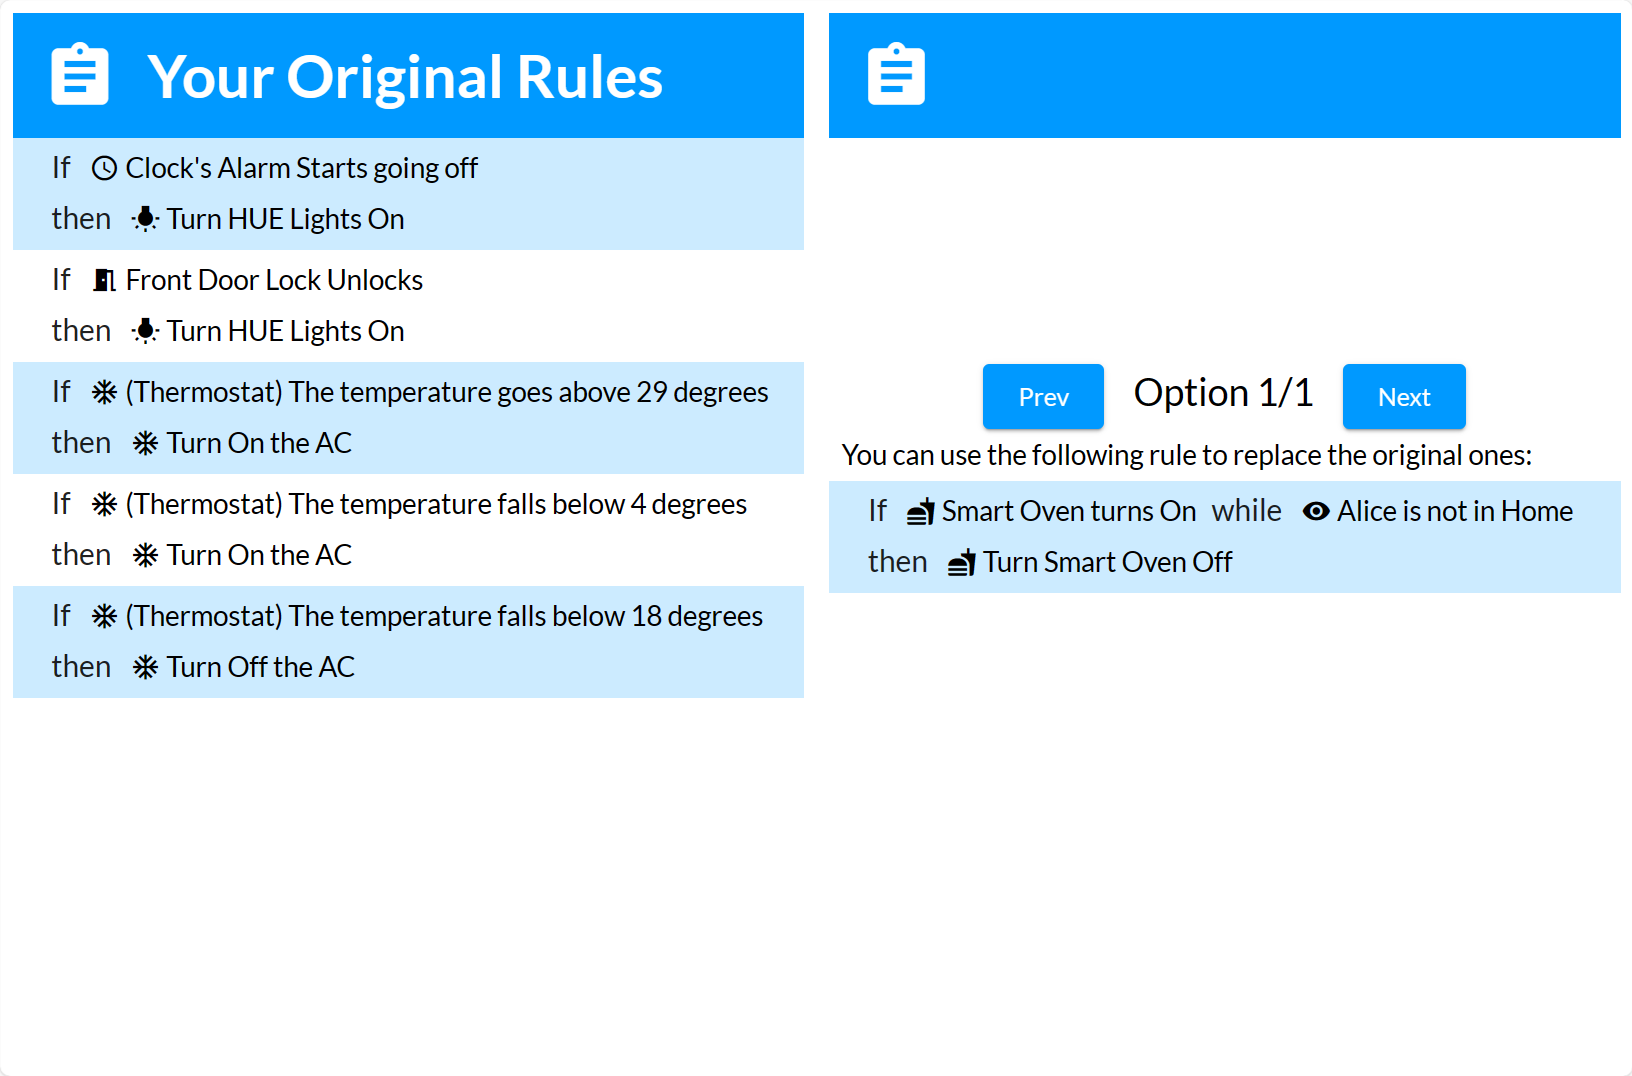 Your Original Rules
If Clock's Alarm Starts going off
then Turn HUE Lights On
If Front Door Lock Unlocks
then Turn HUE Lights On
If (Thermostat) The temperature goes above 29 degrees
then Turn On the AC
If (Thermostat) The temperature falls below 4 degrees
then Turn On the AC
If (Thermostat) The temperature falls below 18 degrees
then Turn Off the AC
Prev Option 1/1 Next
You can use the following rule to replace the original ones:
If Smart Oven turns On while Alice is not in Home
then Turn Smart Oven Off